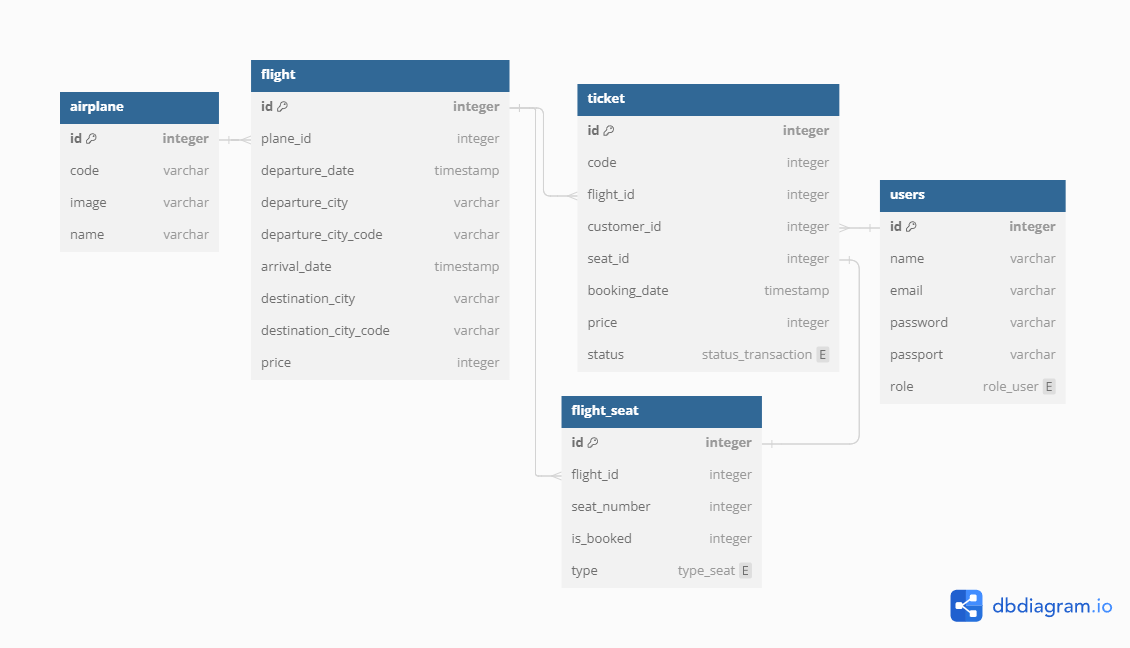 airplane
id integer
code varchar
image varchar
name varchar
flight
id integer
plane_id integer
departure_date timestamp
departure_city varchar
departure_city_code varchar
arrival_date timestamp
destination_city varchar
destination_city_code varchar
price integer
ticket
id integer
code integer
flight_id integer
customer_id integer
seat_id integer
booking_date timestamp
price integer
status status_transaction E
users
id integer
name varchar
email varchar
password varchar
passport varchar
role role_user E
flight_seat
id integer
flight_id integer
seat_number integer
is_booked integer
type type_seat E
dbdiagram.io